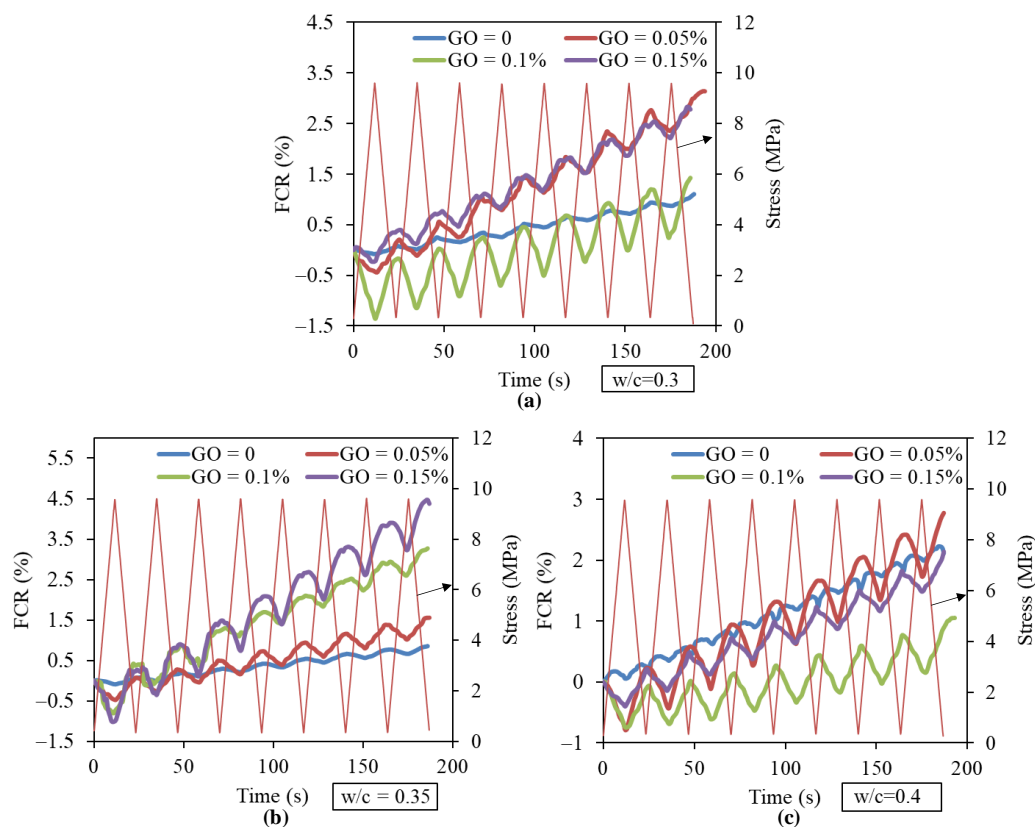 (a)
4.5
12
GO = 0
GO = 0.05%
GO = 0.1%
GO = 0.15%
3.5
10
2.5
8
1.5
6
0.5
4
–0.5
2
–1.5
0
FCR (%)
Stress (MPa)
0 50 100 150 200
Time (s)
w/c=0.3
(a)
12
GO = 0
GO = 0.05%
5.5
GO = 0.1%
GO = 0.15%
10
4.5
8
3.5
2.5
6
1.5
4
0.5
2
–0.5
–1.5
0
FCR (%)
Stress (MPa)
0 50 100 150 200
Time (s)
w/c = 0.35
(b)
4
12
GO = 0
GO = 0.05%
GO = 0.1%
GO = 0.15%
10
3
8
2
6
1
4
0
2
–1
0
FCR (%)
Stress (MPa)
0 50 100 150 200
Time (s)
w/c=0.4
(c)